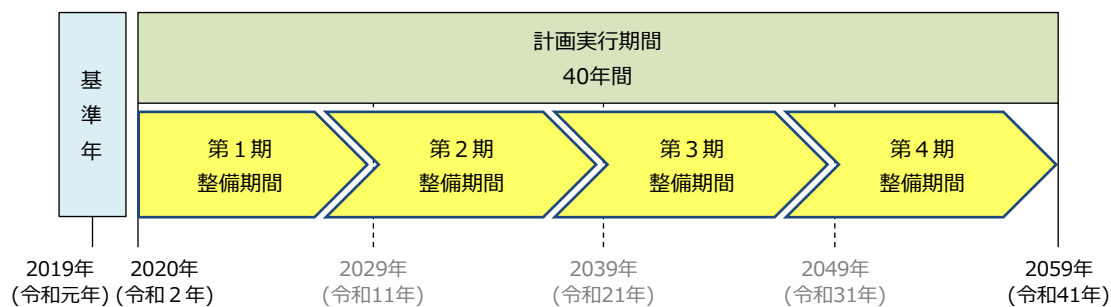 計画実行期間
40年間
基
準
年
第１期
整備期間
第２期
整備期間
第３期
整備期間
第４期
整備期間
2019年
(令和元年)
2020年
(令和２年)
2029年
(令和11年)
2039年
(令和21年)
2049年
(令和31年)
2059年
(令和41年)